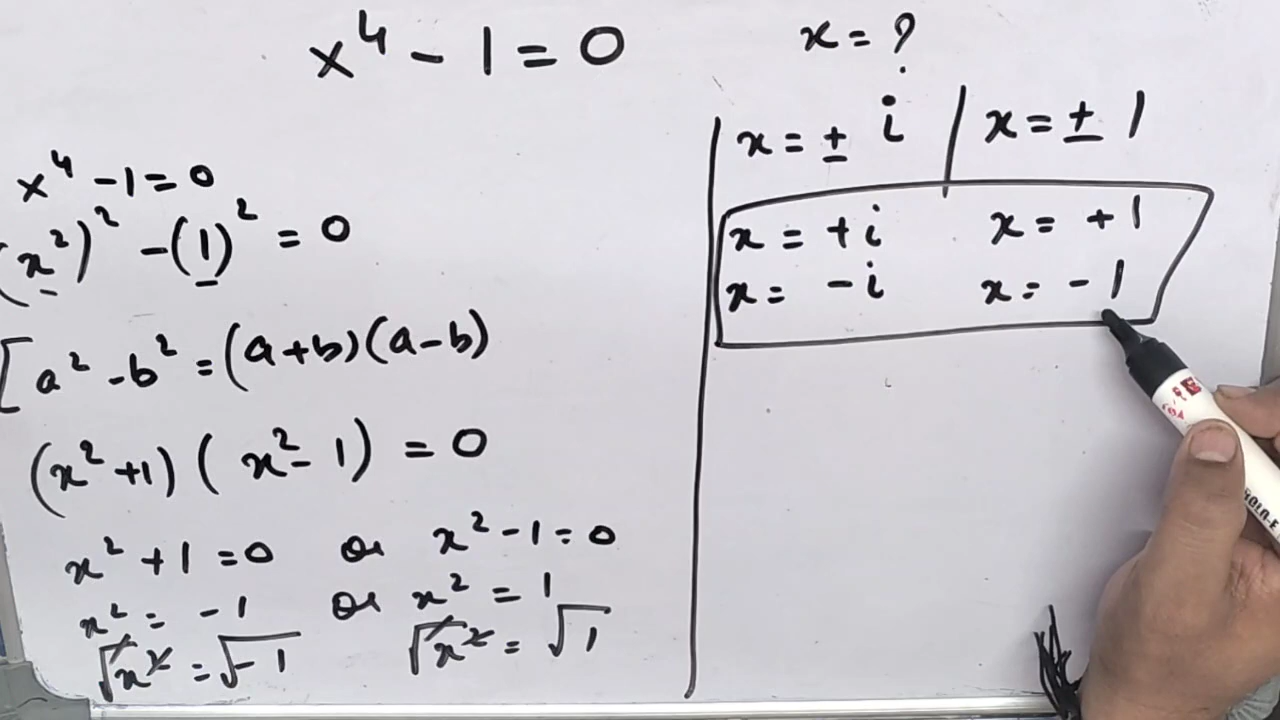 x⁴ - 1 = 0
x⁴ - 1 = 0
(x²)² - (1)² = 0
[a² - b² = (a+b)(a-b)
(x² + 1)(x² - 1) = 0
x² + 1 = 0 or x² - 1 = 0
x² = -1 or x² = 1
√x² = √-1 √x² = √1
x = ?
x = ± i | x = ± 1
x = +i x = +1
x = -i x = -1